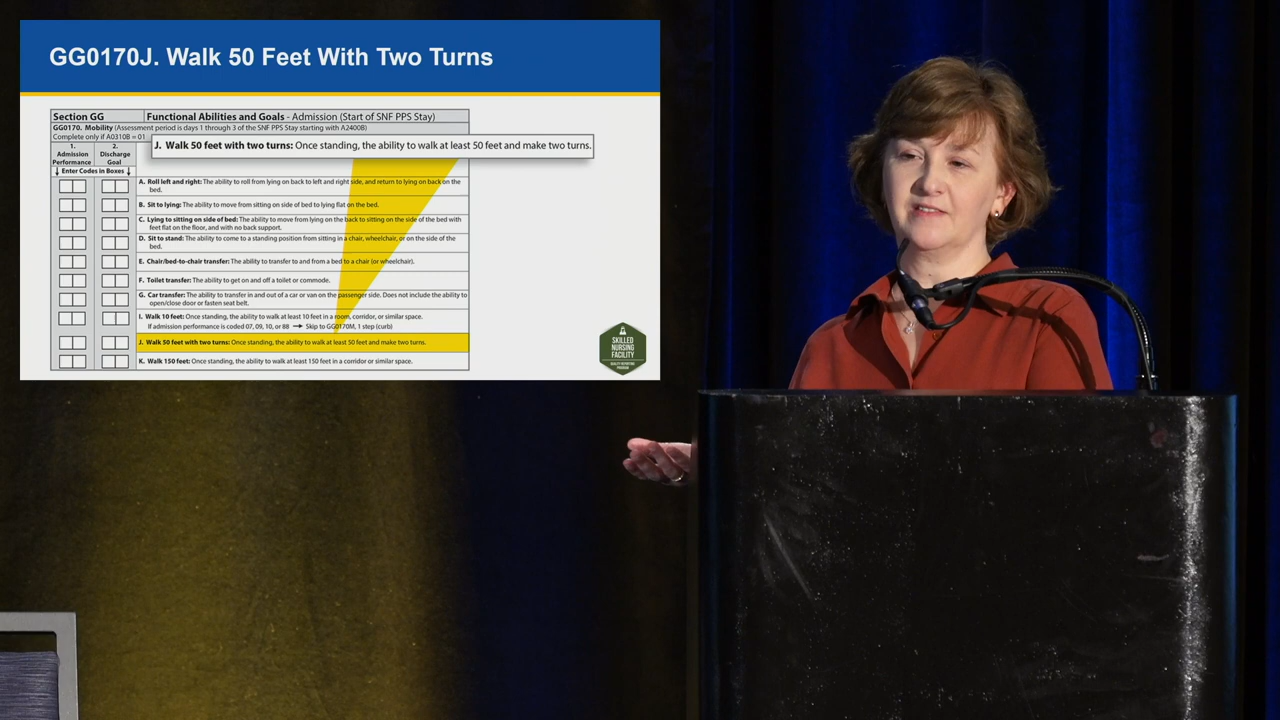 GG0170J. Walk 50 Feet With Two Turns
Section GG
Functional Abilities and Goals - Admission (Start of SNF PPS Stay)
GG0170. Mobility (Assessment period is days 1 through 3 of the SNF PPS Stay starting with A2400B)
Complete only if A0310B = 01
J. Walk 50 feet with two turns: Once standing, the ability to walk at least 50 feet and make two turns.
1.
Admission
Performance
2.
Discharge
Goal
↓ Enter Codes in Boxes ↓
A. Roll left and right: The ability to roll from lying on back to left and right side, and return to lying on back on the
bed.
B. Sit to lying: The ability to move from sitting on side of bed to lying flat on the bed.
C. Lying to sitting on side of bed: The ability to move from lying on the back to sitting on the side of the bed with
feet flat on the floor, and with no back support.
D. Sit to stand: The ability to come to a standing position from sitting in a chair, wheelchair, or on the side of the
bed.
E. Chair/bed-to-chair transfer: The ability to transfer to and from a bed to a chair (or wheelchair).
F. Toilet transfer: The ability to get on and off a toilet or commode.
G. Car transfer: The ability to transfer in and out of a car or van on the passenger side. Does not include the ability to
open/close door or fasten seat belt.
I. Walk 10 feet: Once standing, the ability to walk at least 10 feet in a room, corridor, or similar space.
If admission performance is coded 07, 09, 10, or 88 → Skip to GG0170M, 1 step (curb)
J. Walk 50 feet with two turns: Once standing, the ability to walk at least 50 feet and make two turns.
K. Walk 150 feet: Once standing, the ability to walk at least 150 feet in a corridor or similar space.
SKILLED
NURSING
FACILITY
QUALITY REPORTING
PROGRAM